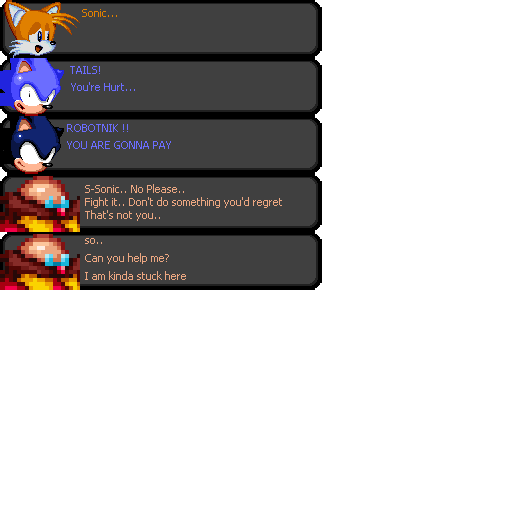 Sonic...
TAILS!
You're Hurt...
ROBOTNIK !!
YOU ARE GONNA PAY
S-Sonic.. No Please..
Fight it.. Don't do something you'd regret
That's not you..
so..
Can you help me?
I am kinda stuck here